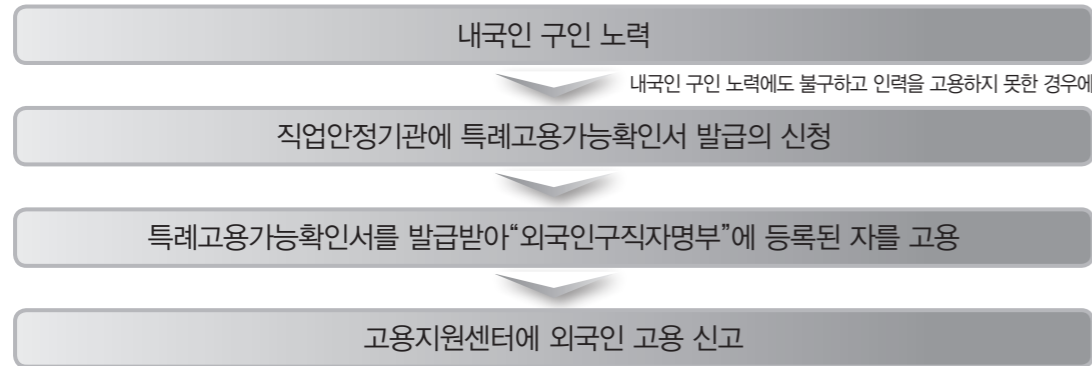 내국인 구인 노력
내국인 구인 노력에도 불구하고 인력을 고용하지 못한 경우에
직업안정기관에 특례고용가능확인서 발급의 신청
특례고용가능확인서를 발급받아“외국인구직자명부”에 등록된 자를 고용
고용지원센터에 외국인 고용 신고